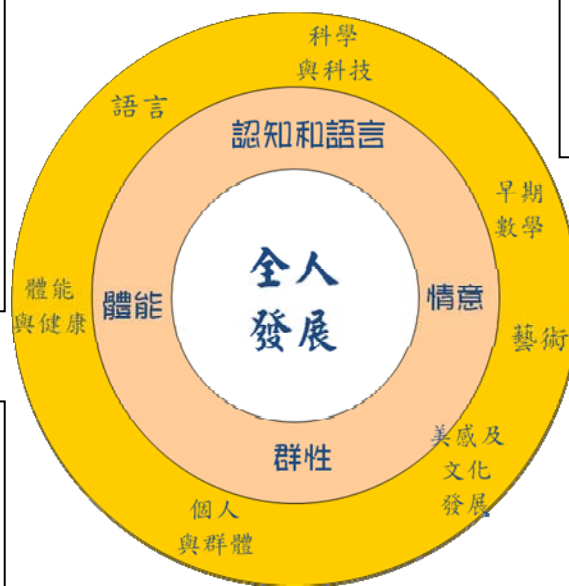 科學
與科技
語言
認知和語言
早期
數學
全人
發展
體能
與健康
體能
情意
藝術
群性
美感及
文化
發展
個人
與群體